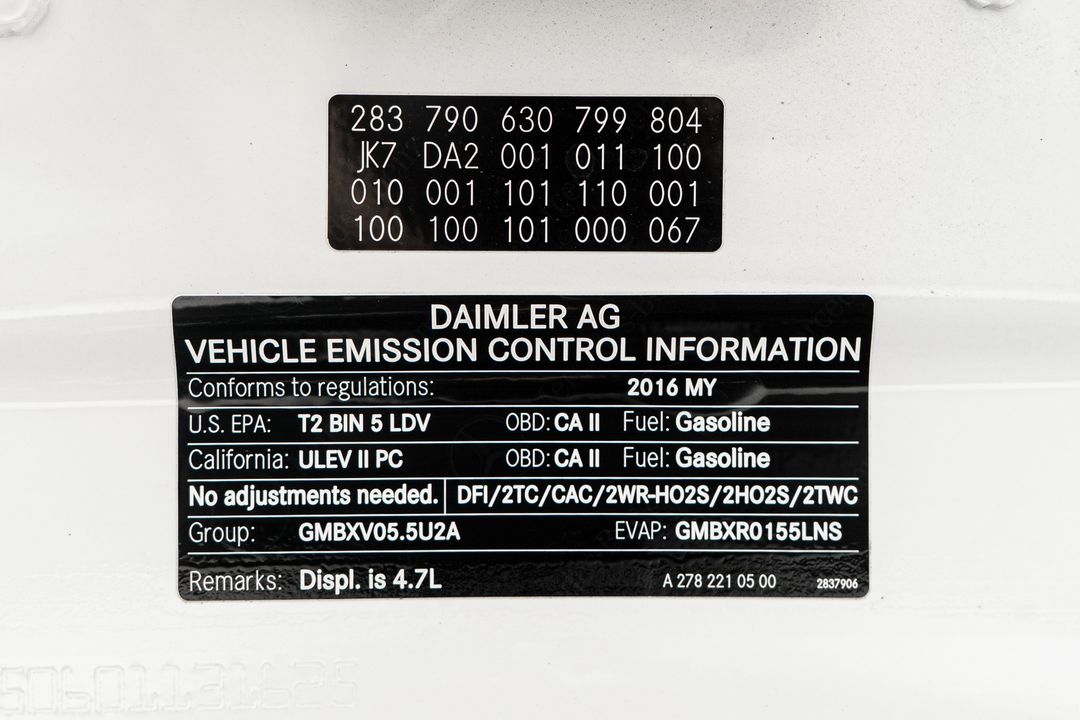 283 790 630 799 804
JK7 DA2 001 011 100
010 001 101 110 001
100 100 101 000 067
DAIMLER AG
VEHICLE EMISSION CONTROL INFORMATION
Conforms to regulations: 2016 MY
U.S. EPA: T2 BIN 5 LDV OBD: CA II Fuel: Gasoline
California: ULEV II PC OBD: CA II Fuel: Gasoline
No adjustments needed. DFI/2TC/CAC/2WR-HO2S/2HO2S/2TWC
Group: GMBXV05.5U2A EVAP: GMBXR0155LNS
Remarks: Displ. is 4.7L A 278 221 05 00 2837906